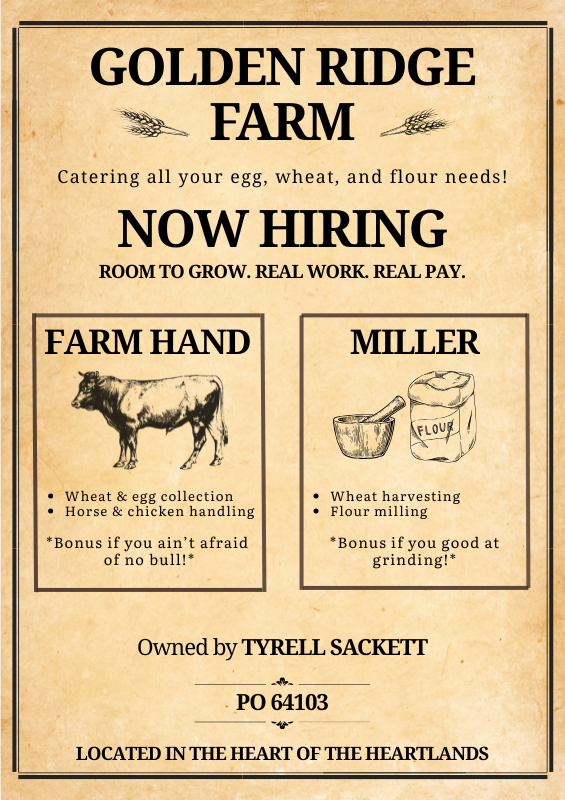 GOLDEN RIDGE
FARM
Catering all your egg, wheat, and flour needs!
NOW HIRING
ROOM TO GROW. REAL WORK. REAL PAY.
FARM HAND
• Wheat & egg collection
• Horse & chicken handling
*Bonus if you ain’t afraid
of no bull!*
MILLER
FLOUR
• Wheat harvesting
• Flour milling
*Bonus if you good at
grinding!*
Owned by TYRELL SACKETT
PO 64103
LOCATED IN THE HEART OF THE HEARTLANDS